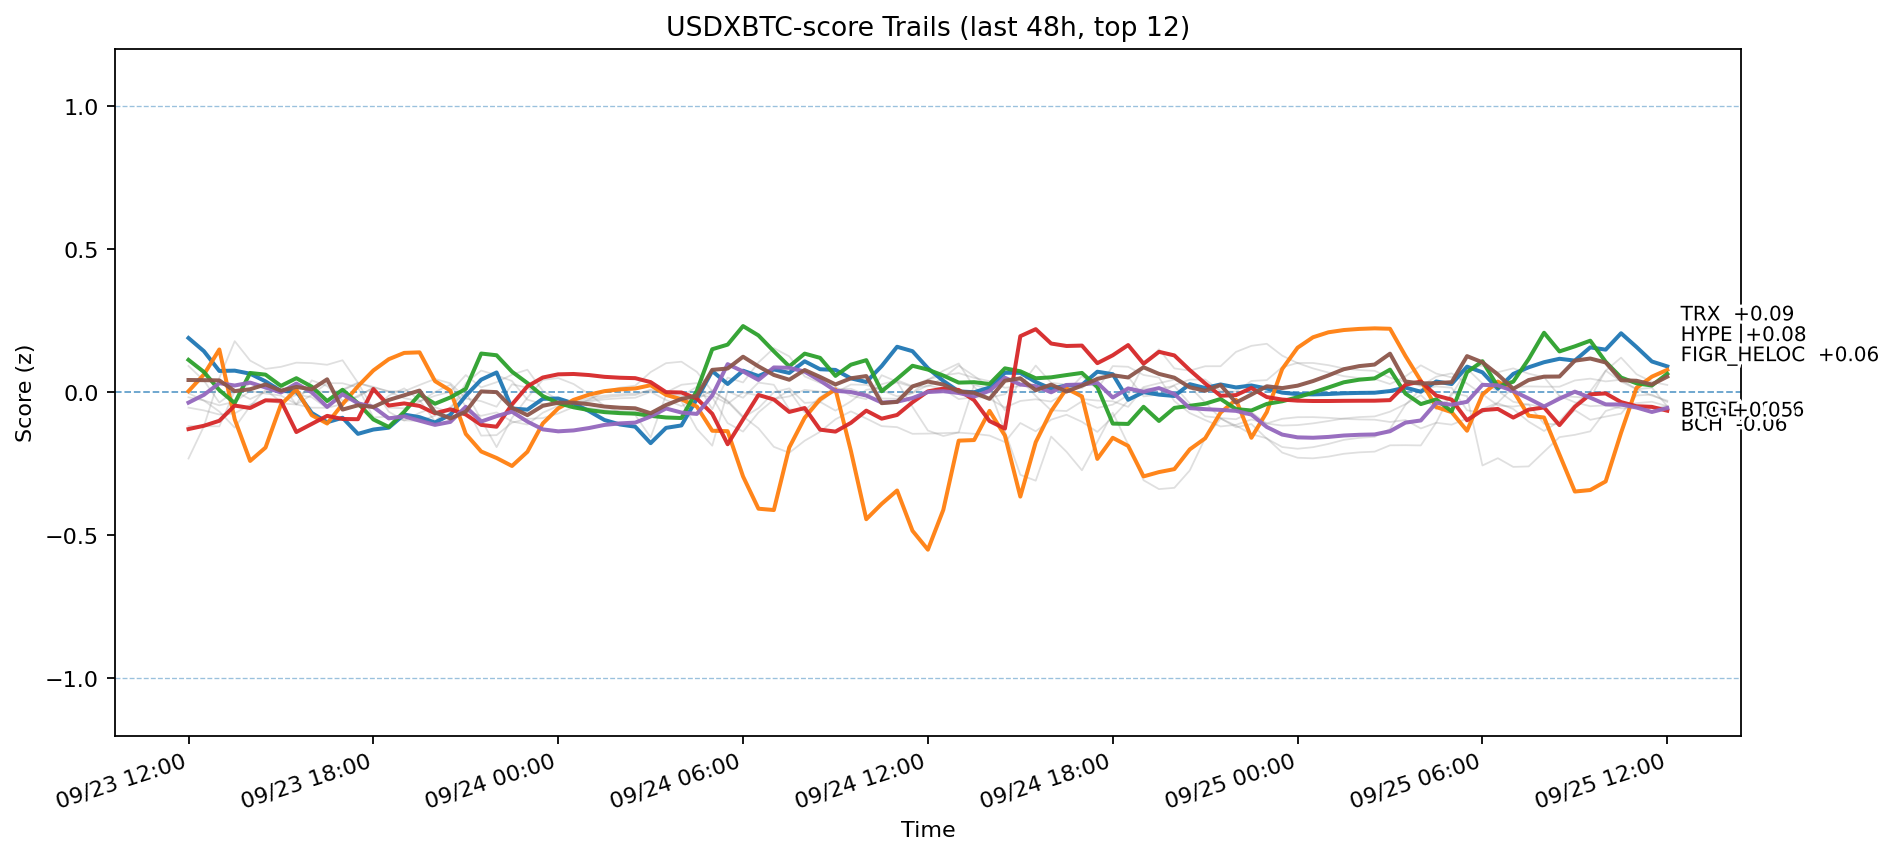 USDXBTC-score Trails (last 48h, top 12)
Score (z)
1.0
0.5
0.0
−0.5
−1.0
TRX +0.09
HYPE +0.08
FIGR_HELOC +0.06
BCH -0.06
09/23 12:00
09/23 18:00
09/24 00:00
09/24 06:00
09/24 12:00
09/24 18:00
09/25 00:00
09/25 06:00
09/25 12:00
Time